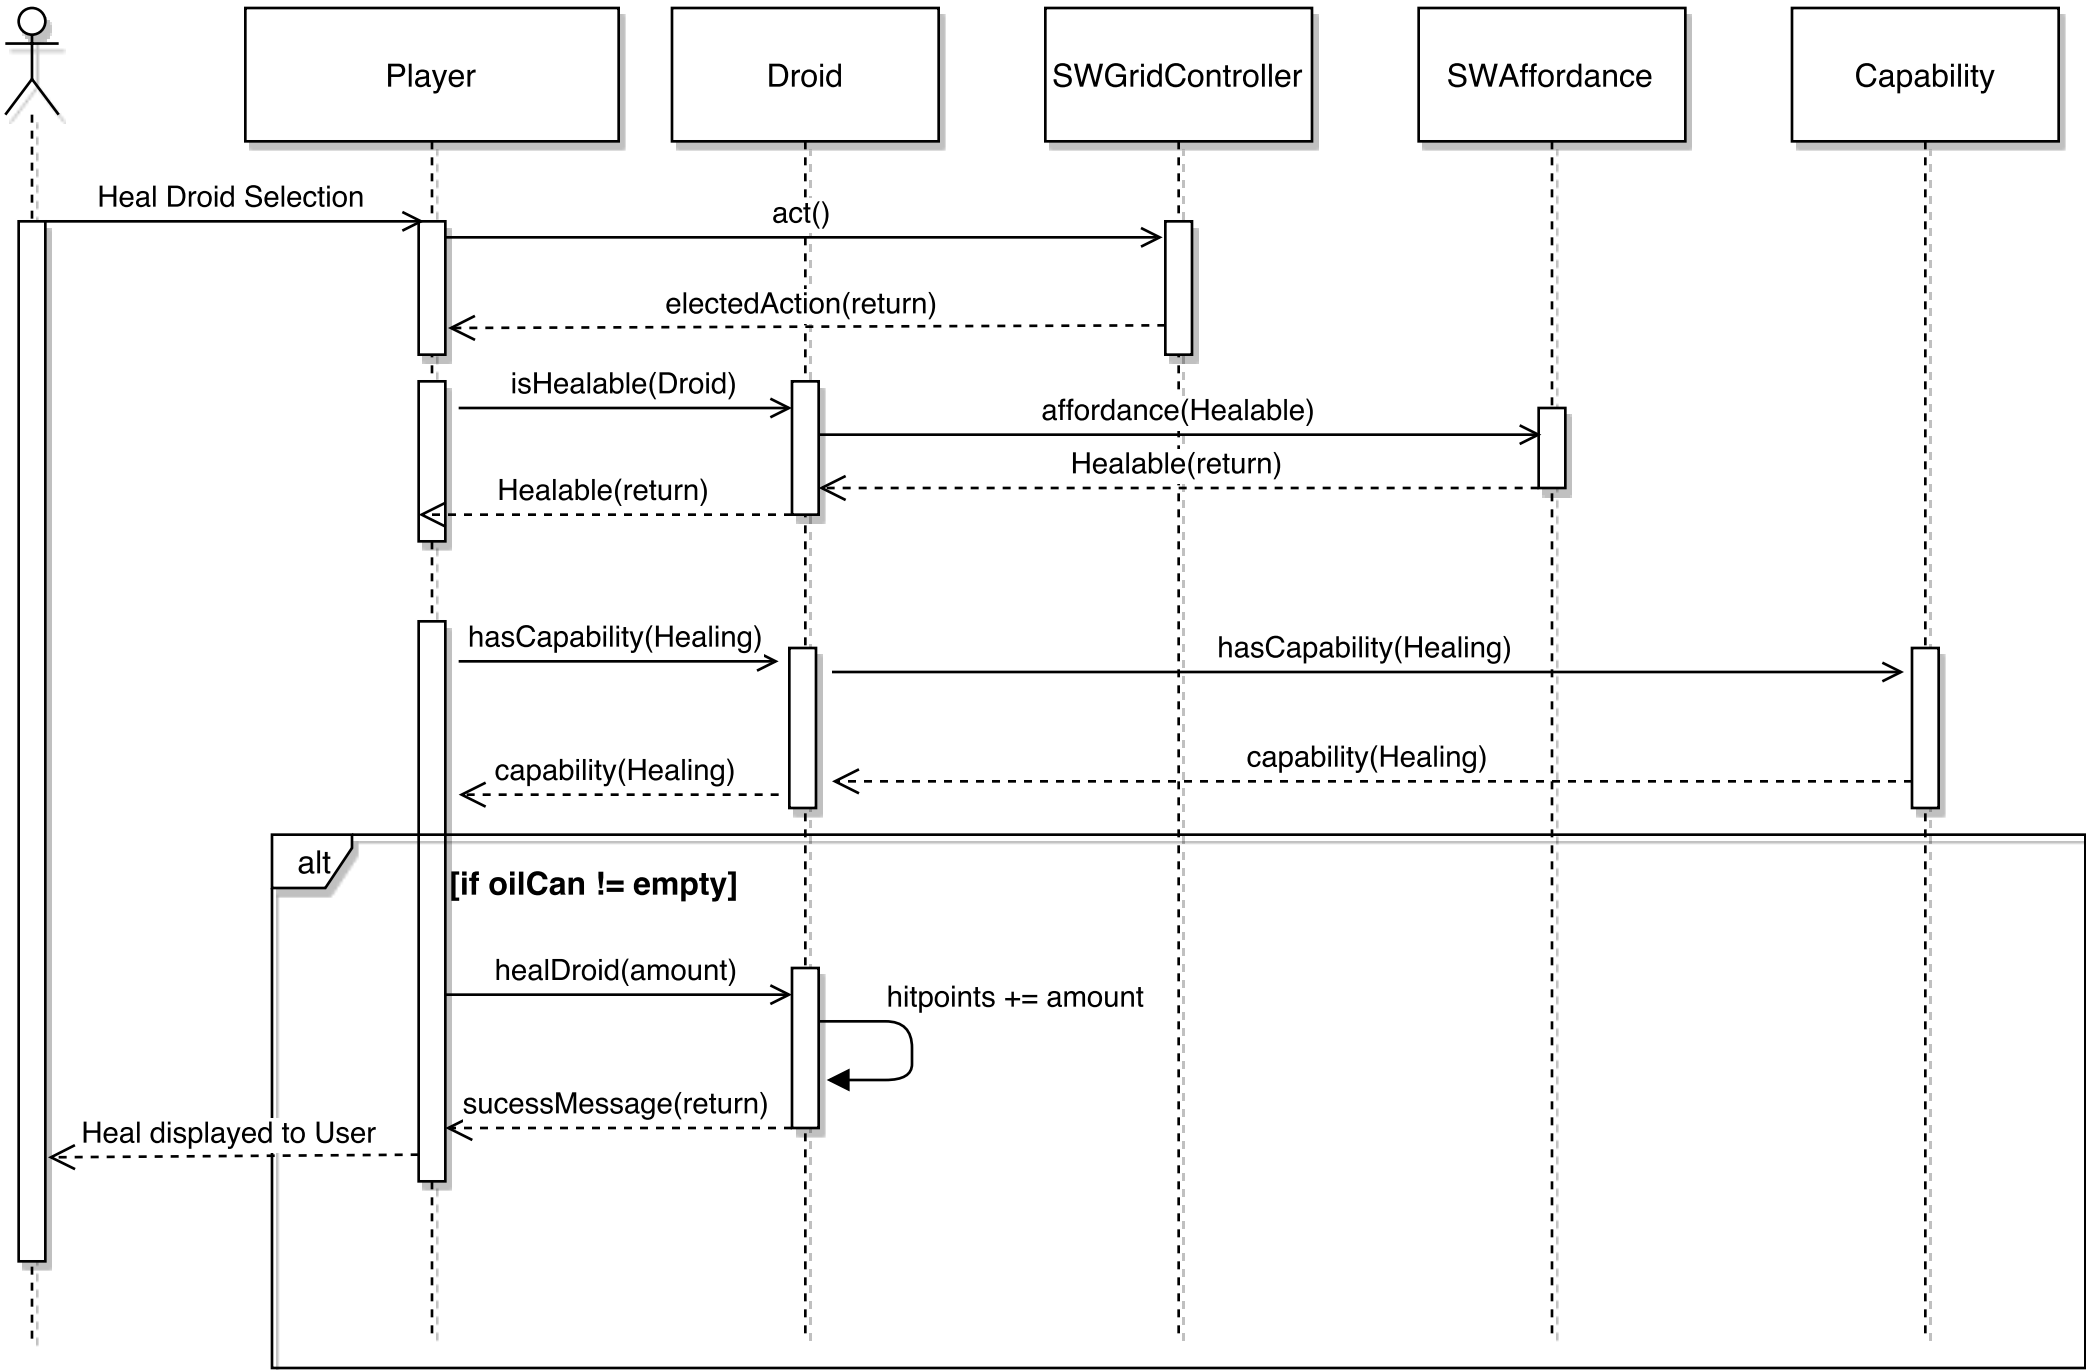 Player
Droid
SWGridController
SWAffordance
Capability
Heal Droid Selection
act()
electedAction(return)
isHealable(Droid)
affordance(Healable)
Healable(return)
Healable(return)
hasCapability(Healing)
hasCapability(Healing)
capability(Healing)
capability(Healing)
alt
[if oilCan != empty]
healDroid(amount)
hitpoints += amount
sucessMessage(return)
Heal displayed to User